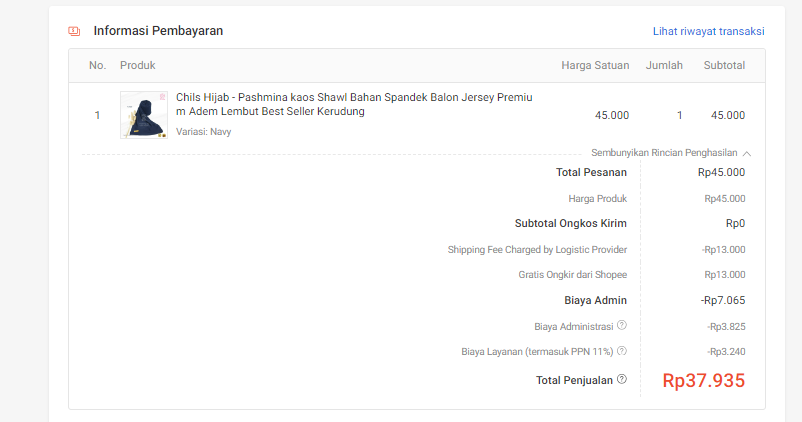 Informasi Pembayaran
Lihat riwayat transaksi
No. Produk Harga Satuan Jumlah Subtotal
1 Chils Hijab - Pashmina kaos Shawl Bahan Spandek Balon Jersey Premiu
m Adem Lembut Best Seller Kerudung 45.000 1 45.000
Variasi: Navy
Sembunyikan Rincian Penghasilan
Total Pesanan Rp45.000
Harga Produk Rp45.000
Subtotal Ongkos Kirim Rp0
Shipping Fee Charged by Logistic Provider -Rp13.000
Gratis Ongkir dari Shopee Rp13.000
Biaya Admin -Rp7.065
Biaya Administrasi -Rp3.825
Biaya Layanan (termasuk PPN 11%) -Rp3.240
Total Penjualan Rp37.935